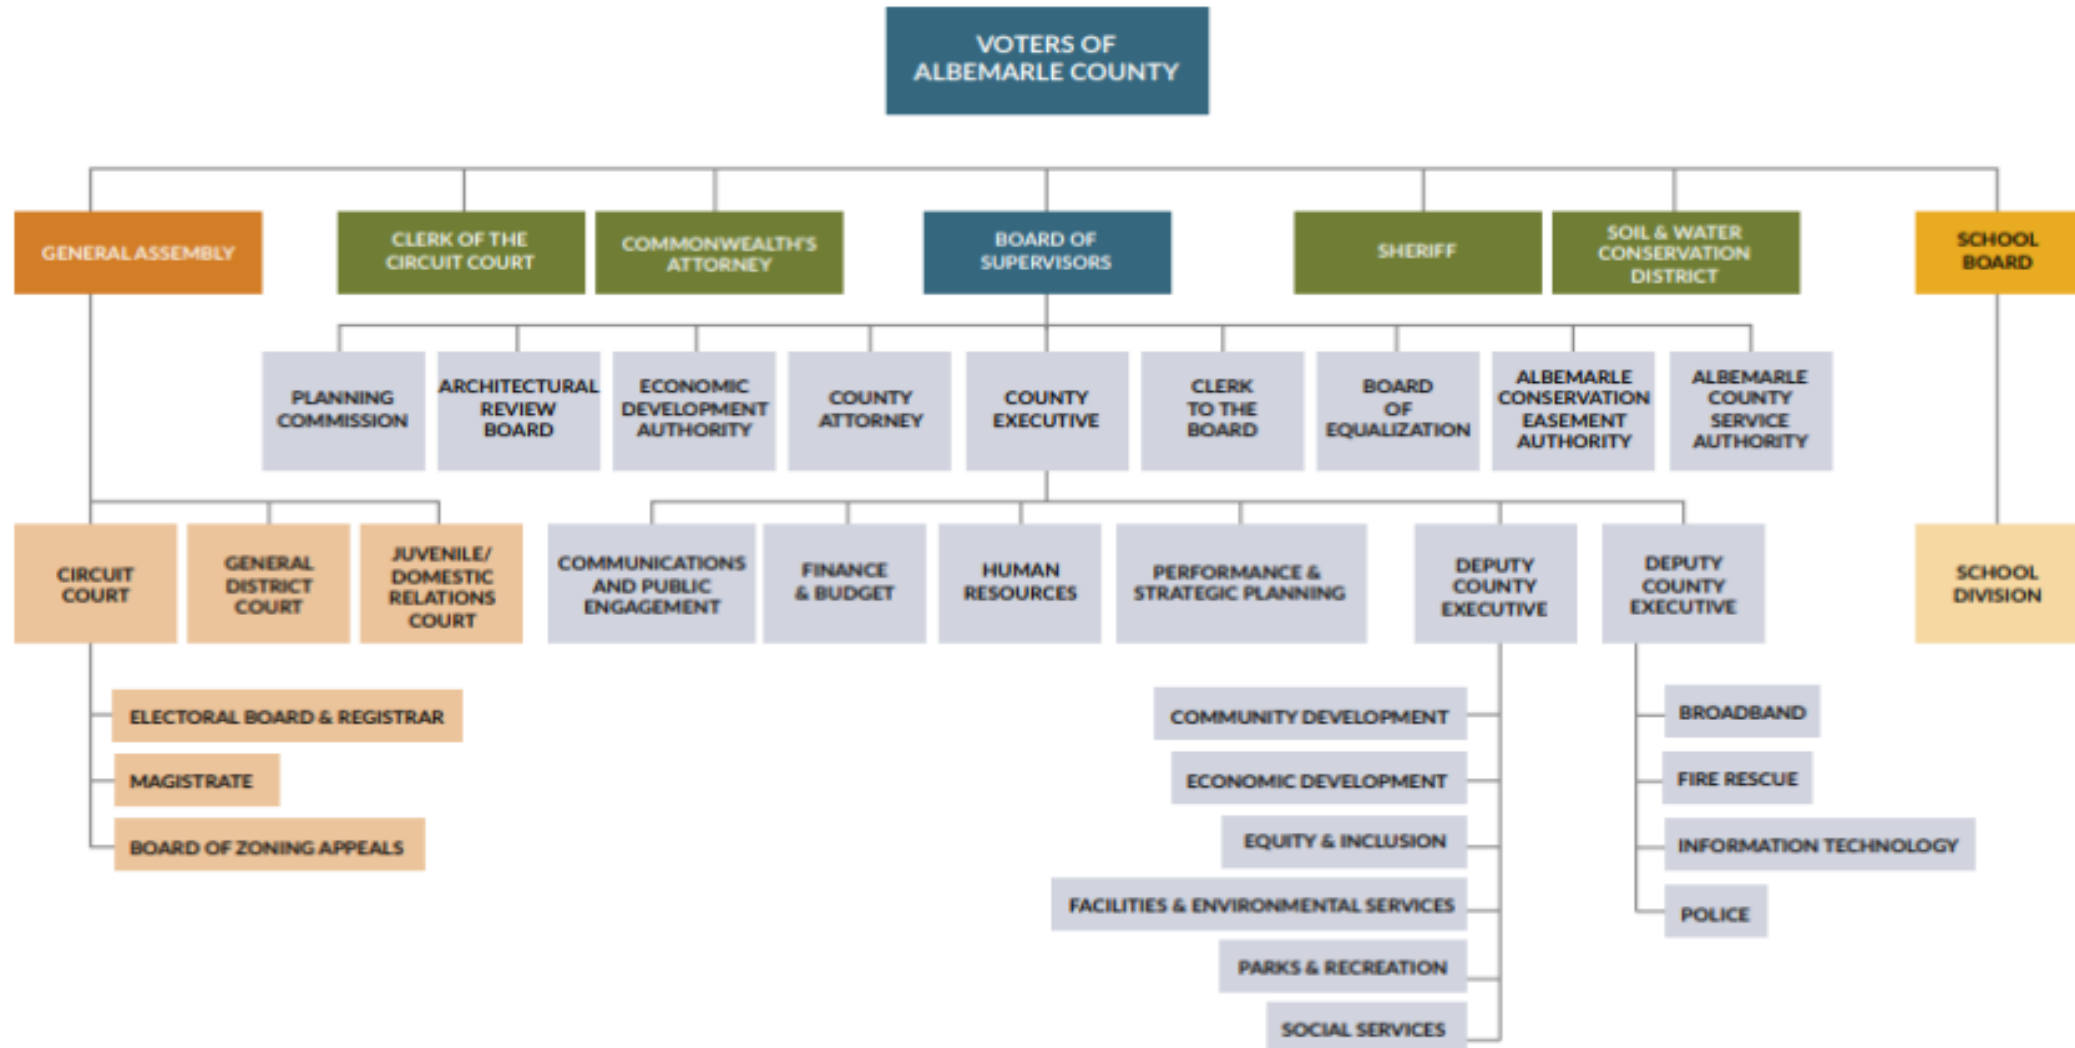 VOTERS OF
ALBEMARLE COUNTY
GENERAL ASSEMBLY
CLERK OF THE
CIRCUIT COURT
COMMONWEALTH'S
ATTORNEY
BOARD OF
SUPERVISORS
SHERIFF
SOIL & WATER
CONSERVATION
DISTRICT
SCHOOL
BOARD
PLANNING
COMMISSION
ARCHITECTURAL
REVIEW
BOARD
ECONOMIC
DEVELOPMENT
AUTHORITY
COUNTY
ATTORNEY
COUNTY
EXECUTIVE
CLERK
TO THE
BOARD
BOARD
OF
EQUALIZATION
ALBEMARLE
CONSERVATION
EASEMENT
AUTHORITY
ALBEMARLE
COUNTY
SERVICE
AUTHORITY
CIRCUIT
COURT
GENERAL
DISTRICT
COURT
JUVENILE/
DOMESTIC
RELATIONS
COURT
COMMUNICATIONS
AND PUBLIC
ENGAGEMENT
FINANCE
& BUDGET
HUMAN
RESOURCES
PERFORMANCE &
STRATEGIC PLANNING
DEPUTY
COUNTY
EXECUTIVE
DEPUTY
COUNTY
EXECUTIVE
SCHOOL
DIVISION
ELECTORAL BOARD & REGISTRAR
MAGISTRATE
BOARD OF ZONING APPEALS
COMMUNITY DEVELOPMENT
ECONOMIC DEVELOPMENT
EQUITY & INCLUSION
FACILITIES & ENVIRONMENTAL SERVICES
PARKS & RECREATION
SOCIAL SERVICES
BROADBAND
FIRE RESCUE
INFORMATION TECHNOLOGY
POLICE